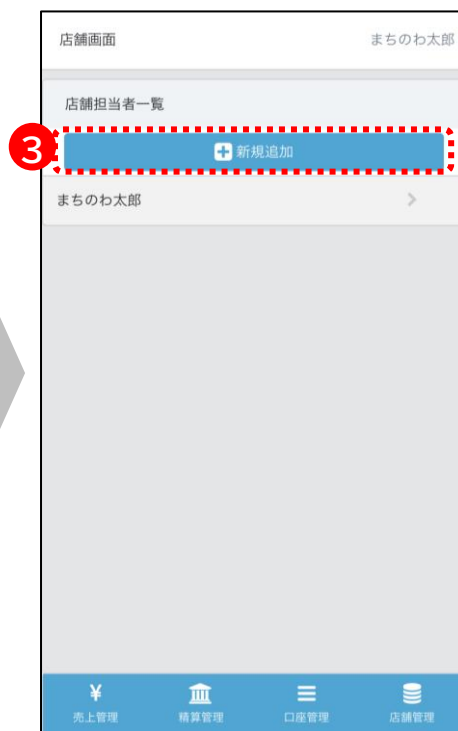 店舗画面 まちのわ太郎
店舗担当者一覧
3
新規追加
まちのわ太郎
¥
売上管理 精算管理 口座管理 店舗管理